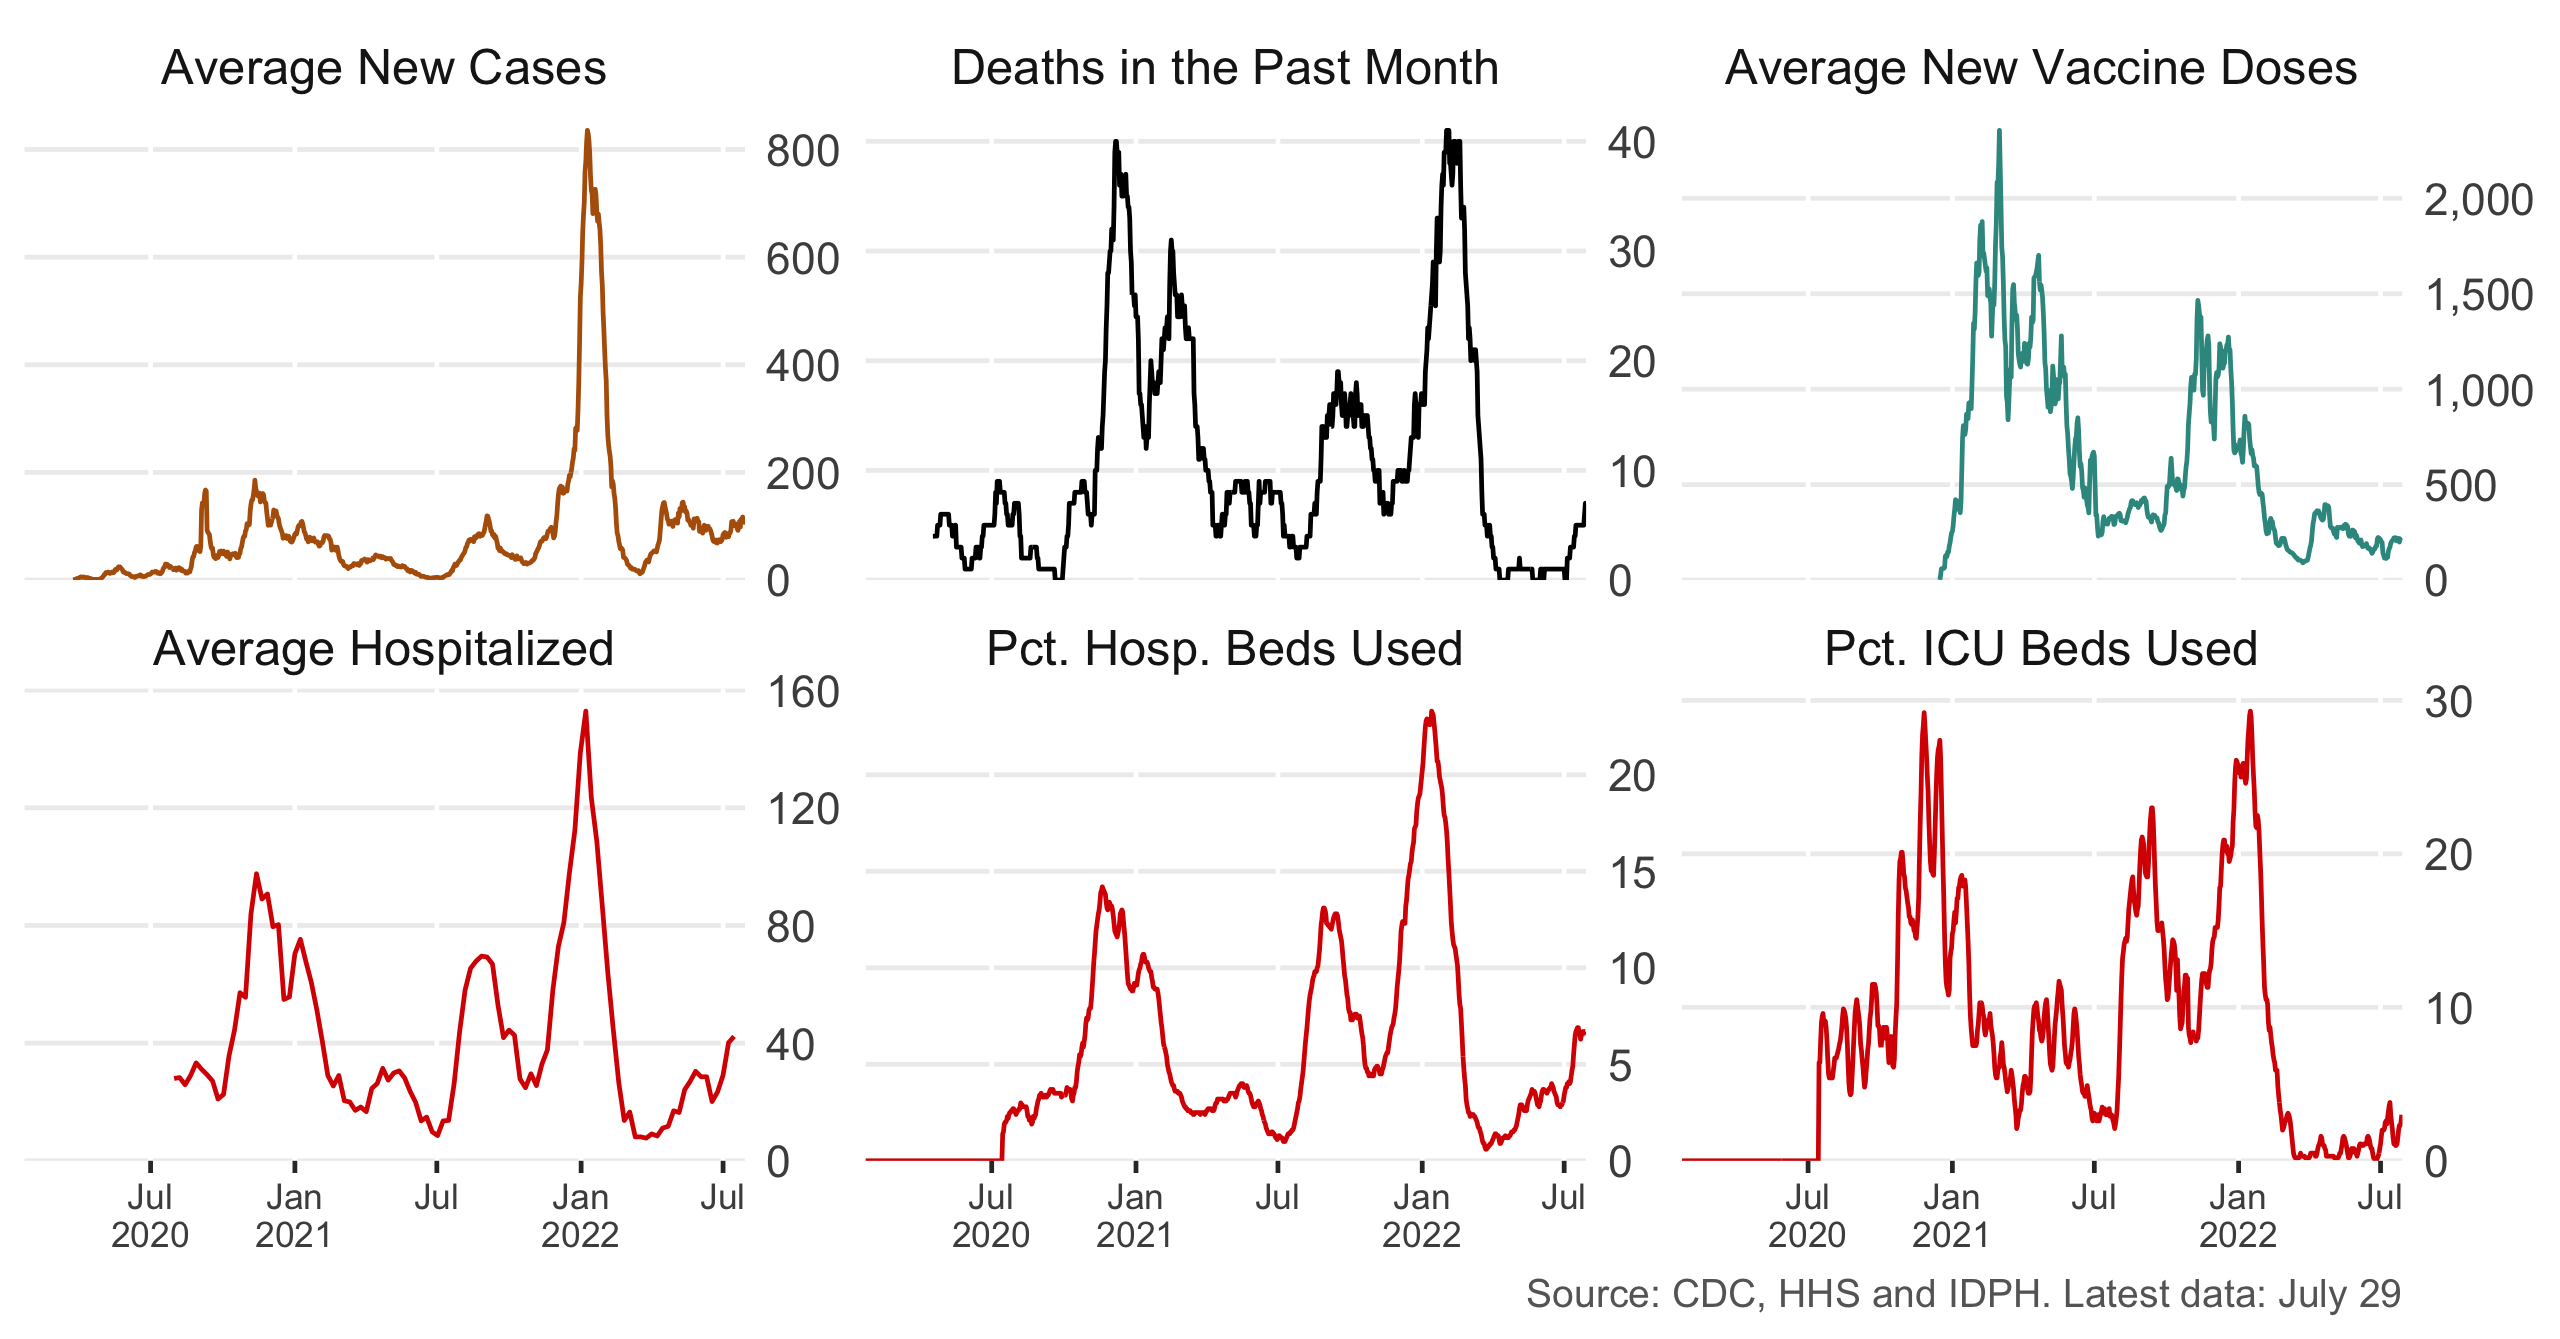 Average New Cases
Deaths in the Past Month
Average New Vaccine Doses
800
600
400
200
0
40
30
20
10
0
2,000
1,500
1,000
500
0
Average Hospitalized
Pct. Hosp. Beds Used
Pct. ICU Beds Used
160
120
80
40
0
20
15
10
5
0
30
20
10
0
Jul Jan Jul Jan Jul
2020 2021 2022
Jul Jan Jul Jan Jul
2020 2021 2022
Jul Jan Jul Jan Jul
2020 2021 2022
Source: CDC, HHS and IDPH. Latest data: July 29